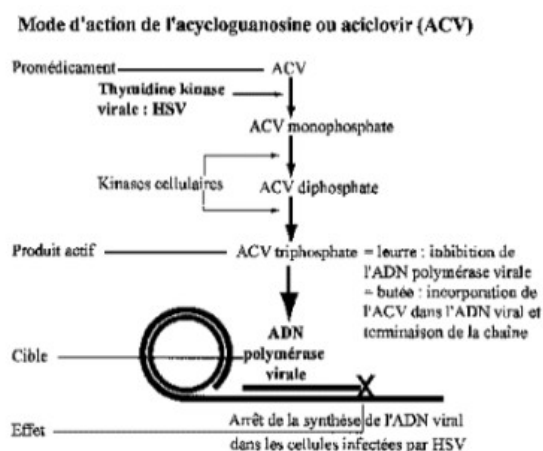 Mode d'action de l'acycloguanosine ou aciclovir (ACV)
Promédicament
ACV
Thymidine kinase
virale : HSV
ACV monophosphate
Kinases cellulaires
ACV diphosphate
Produit actif
ACV triphosphate = leurre : inhibition de
l'ADN polymérase virale
= butée : incorporation de
l'ACV dans l'ADN viral et
terminaison de la chaîne
ADN
polymérase
virale
Cible
X
Arrêt de la synthèse de l'ADN viral
dans les cellules infectées par HSV
Effet